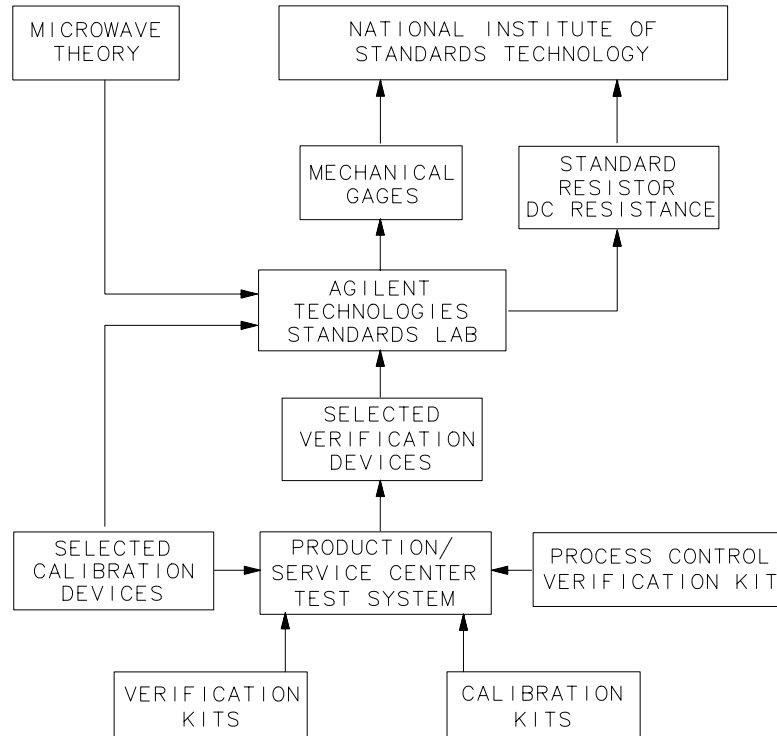 MICROWAVE
THEORY
NATIONAL INSTITUTE OF
STANDARDS TECHNOLOGY
MECHANICAL
GAGES
STANDARD
RESISTOR
DC RESISTANCE
AGILENT
TECHNOLOGIES
STANDARDS LAB
SELECTED
VERIFICATION
DEVICES
SELECTED
CALIBRATION
DEVICES
PRODUCTION/
SERVICE CENTER
TEST SYSTEM
PROCESS CONTROL
VERIFICATION KIT
VERIFICATION
KITS
CALIBRATION
KITS